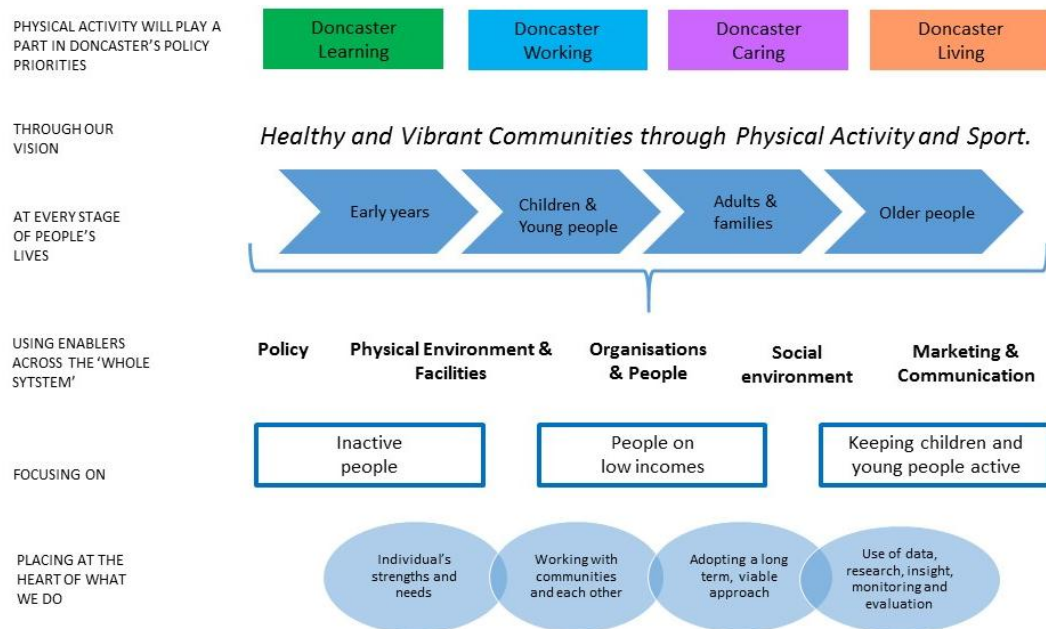 PHYSICAL ACTIVITY WILL PLAY A
PART IN DONCASTER'S POLICY
PRIORITIES
Doncaster
Learning
Doncaster
Working
Doncaster
Caring
Doncaster
Living
THROUGH OUR
VISION
Healthy and Vibrant Communities through Physical Activity and Sport.
AT EVERY STAGE
OF PEOPLE'S
LIVES
Early years
Children &
Young people
Adults &
families
Older people
USING ENABLERS
ACROSS THE 'WHOLE
SYTSTEM'
Policy
Physical Environment &
Facilities
Organisations
& People
Social
environment
Marketing &
Communication
FOCUSING ON
Inactive
people
People on
low incomes
Keeping children and
young people active
PLACING AT THE
HEART OF WHAT
WE DO
Individual's
strengths and
needs
Working with
communities
and each other
Adopting a long
term, viable
approach
Use of data,
research, insight,
monitoring and
evaluation